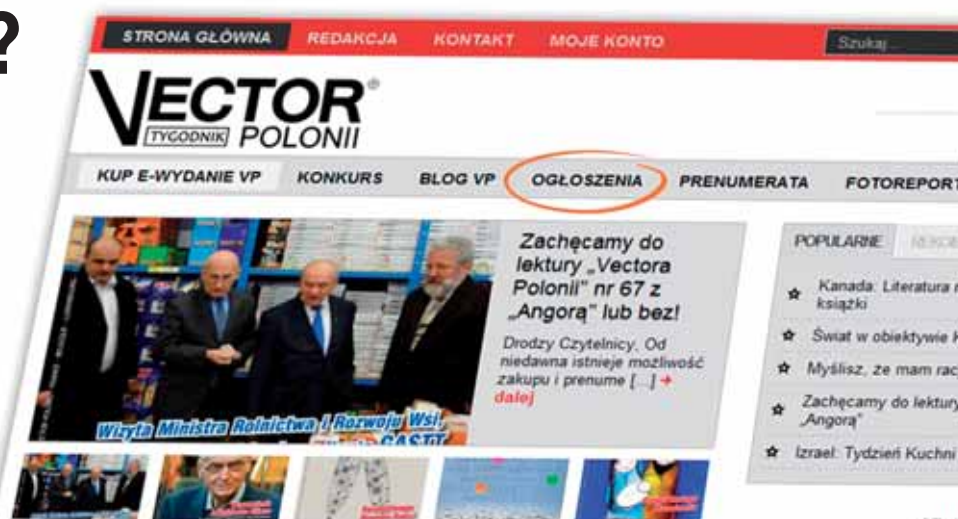 ?
STRONA GŁÓWNA REDAKCJA KONTAKT MOJE KONTO Szukaj...
VECTOR®
TYGODNIK POLONII
KUP E-WYDANIE VP KONKURS BLOG VP OGŁOSZENIA PRENUMERATA FOTOREPORT
Zachęcamy do
lektury „Vectora
Polonii" nr 67 z
„Angorą" lub bez!
Drodzy Czytelnicy, Od
niedawna istnieje możliwość
zakupu i prenume [...] →
dalej
Wizyta Ministra Rolnictwa i Rozwoju Wsi,
GASTT
POPULARNE
Kanada: Literatura
książki
Świat w obiektywie K
Myślisz, że mam rac
Zachęcamy do lektury
„Angorą"
Izrael: Tydzień Kuchni